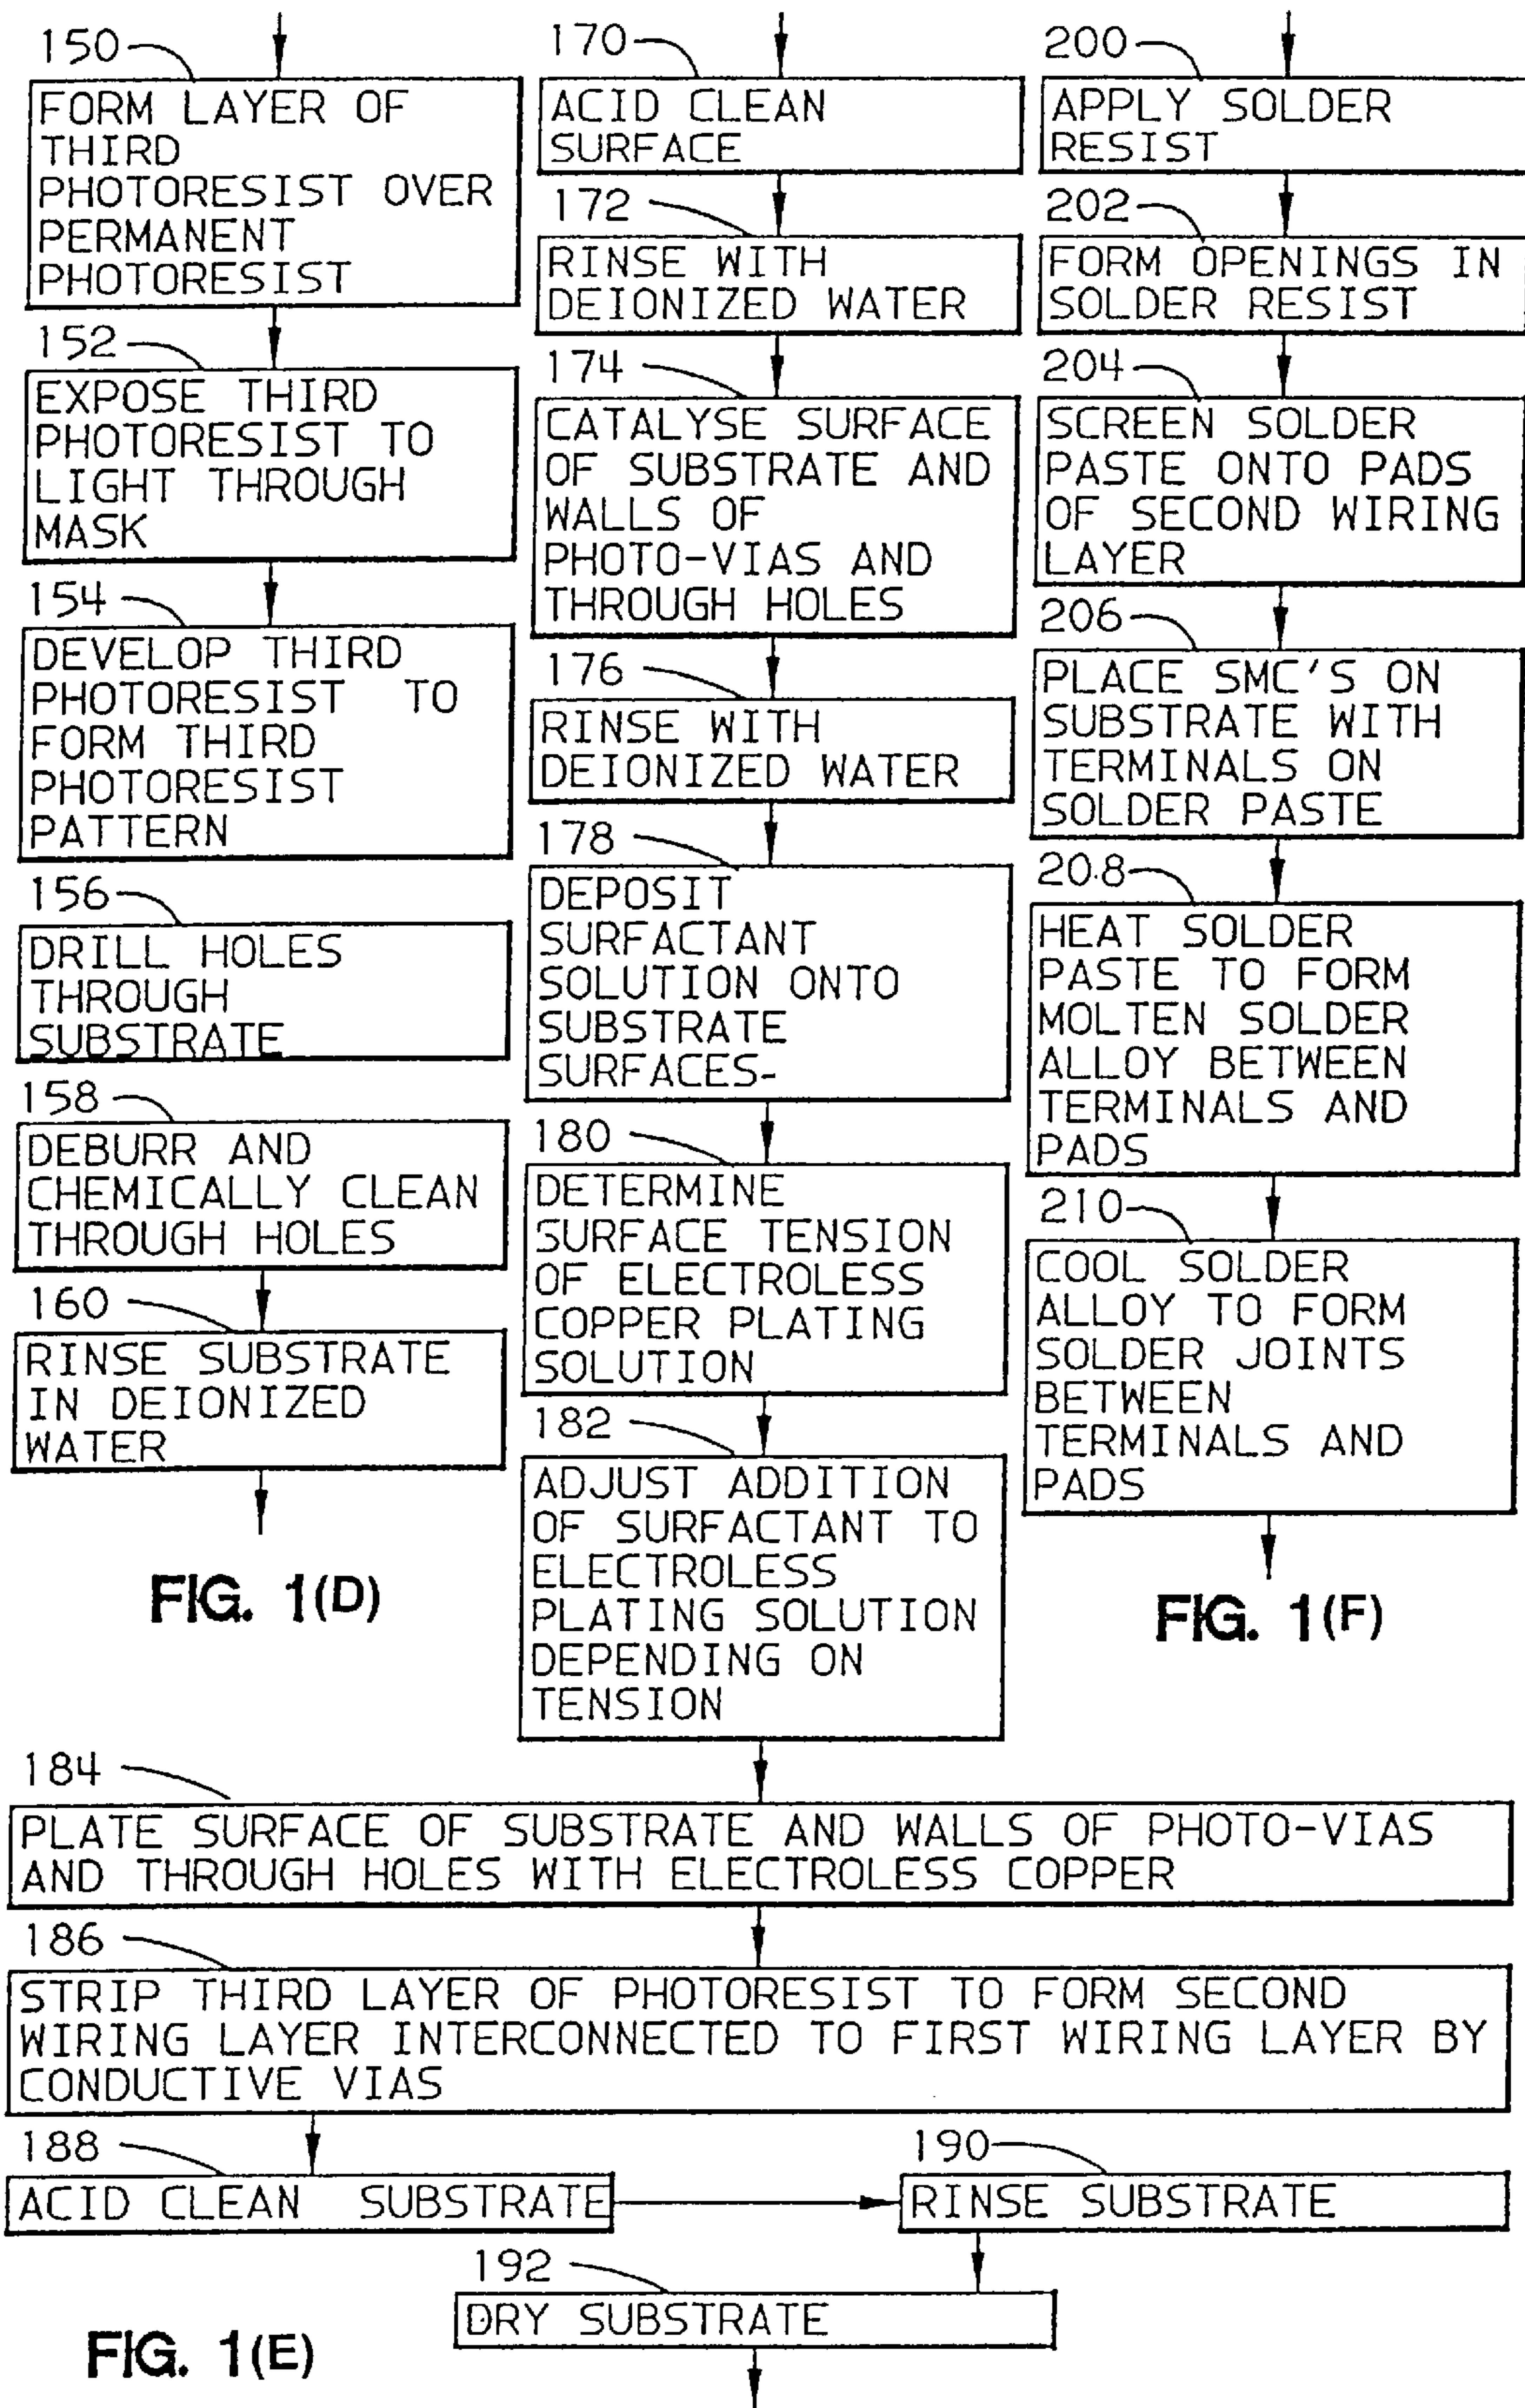 150
FORM LAYER OF
THIRD
PHOTORESIST OVER
PERMANENT
PHOTORESIST
152
EXPOSE THIRD
PHOTORESIST TO
LIGHT THROUGH
MASK
154
DEVELOP THIRD
PHOTORESIST TO
FORM THIRD
PHOTORESIST
PATTERN
156
DRILL HOLES
THROUGH
SUBSTRATE
158
DEBURR AND
CHEMICALLY CLEAN
THROUGH HOLES
160
RINSE SUBSTRATE
IN DEIONIZED
WATER
FIG. 1(D)
170
ACID CLEAN
SURFACE
172
RINSE WITH
DEIONIZED WATER
174
CATALYSE SURFACE
OF SUBSTRATE AND
WALLS OF
PHOTO-VIAS AND
THROUGH HOLES
176
RINSE WITH
DEIONIZED WATER
178
DEPOSIT
SURFACTANT
SOLUTION ONTO
SUBSTRATE
SURFACES-
180
DETERMINE
SURFACE TENSION
OF ELECTROLESS
COPPER PLATING
SOLUTION
182
ADJUST ADDITION
OF SURFACTANT TO
ELECTROLESS
PLATING SOLUTION
DEPENDING ON
TENSION
184
PLATE SURFACE OF SUBSTRATE AND WALLS OF PHOTO-VIAS
AND THROUGH HOLES WITH ELECTROLESS COPPER
186
STRIP THIRD LAYER OF PHOTORESIST TO FORM SECOND
WIRING LAYER INTERCONNECTED TO FIRST WIRING LAYER BY
CONDUCTIVE VIAS
188
ACID CLEAN SUBSTRATE
190
RINSE SUBSTRATE
192
DRY SUBSTRATE
FIG. 1(E)
200
APPLY SOLDER
RESIST
202
FORM OPENINGS IN
SOLDER RESIST
204
SCREEN SOLDER
PASTE ONTO PADS
OF SECOND WIRING
LAYER
206
PLACE SMC'S ON
SUBSTRATE WITH
TERMINALS ON
SOLDER PASTE
208
HEAT SOLDER
PASTE TO FORM
MOLTEN SOLDER
ALLOY BETWEEN
TERMINALS AND
PADS
210
COOL SOLDER
ALLOY TO FORM
SOLDER JOINTS
BETWEEN
TERMINALS AND
PADS
FIG. 1(F)